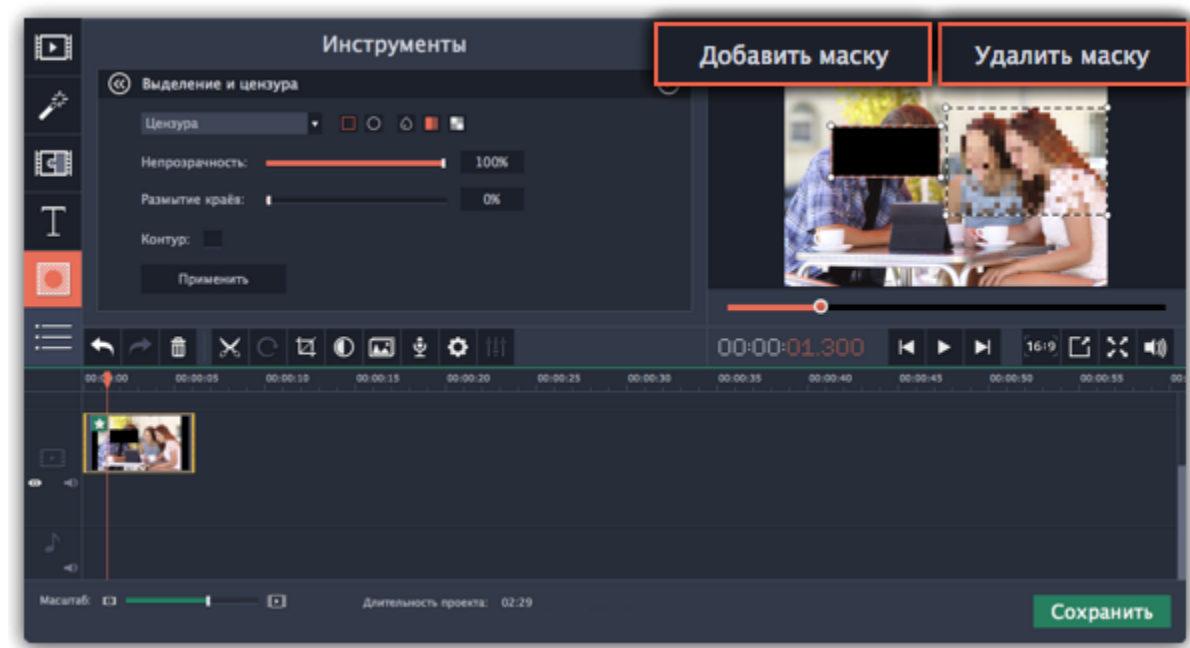 Инструменты
Добавить маску
Удалить маску
Выделение и цензура
Цензура
Непрозрачность: 100%
Размытие краёв: 0%
Контур:
Применить
00:00:01.300
16:9
00:00:00 00:00:05 00:00:10 00:00:15 00:00:20 00:00:25 00:00:30 00:00:35 00:00:40 00:00:45 00:00:50 00:00:55 00:
Масштаб:
Длительность проекта: 02:29
Сохранить